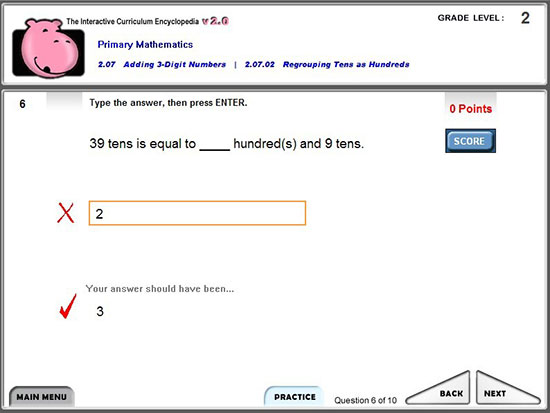 The Interactive Curriculum Encyclopedia v 2.0
GRADE LEVEL: 2
Primary Mathematics
2.07 Adding 3-Digit Numbers | 2.07.02 Regrouping Tens as Hundreds
6
Type the answer, then press ENTER.
0 Points
39 tens is equal to ____ hundred(s) and 9 tens.
SCORE
2
Your answer should have been...
3
MAIN MENU
PRACTICE
Question 6 of 10
BACK
NEXT